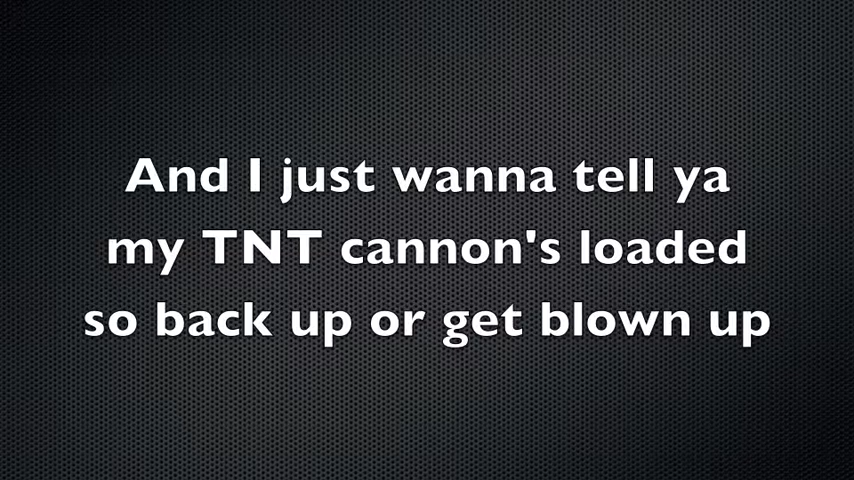 And I just wanna tell ya
my TNT cannon's loaded
so back up or get blown up